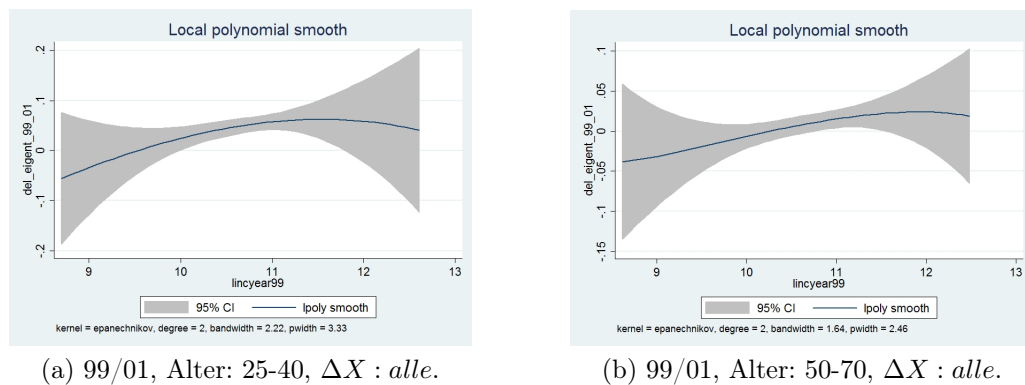 Local polynomial smooth
.2
.1
0
-.1
-.2
del_eigent_99_01
9 10 11 12 13
lincyear99
95% CI lpoly smooth
kernel = epanechnikov, degree = 2, bandwidth = 2.22, pwidth = 3.33
(a) 99/01, Alter: 25-40, ΔX : alle.
Local polynomial smooth
.1
.05
0
-.05
-.1
-.15
del_eigent_99_01
9 10 11 12 13
lincyear99
95% CI lpoly smooth
kernel = epanechnikov, degree = 2, bandwidth = 1.64, pwidth = 2.46
(b) 99/01, Alter: 50-70, ΔX : alle.